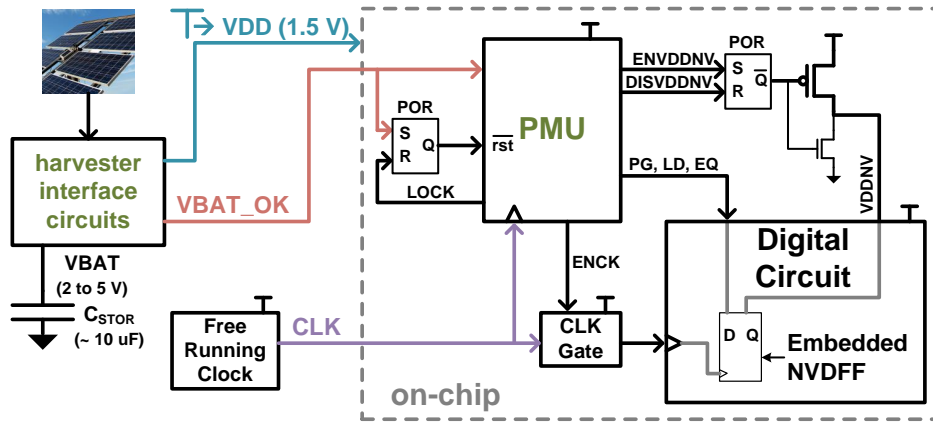 VDD (1.5 V)
harvester
interface
circuits
VBAT_OK
VBAT
(2 to 5 V)
CSTOR
(~ 10 uF)
Free
Running
Clock
CLK
on-chip
POR
S
R
Q
LOCK
PMU
rst
ENVDDNV
DISVDDNV
POR
S
R
Q
PG, LD, EQ
VDDNV
ENCK
CLK
Gate
Digital
Circuit
D Q
Embedded
NVDFF